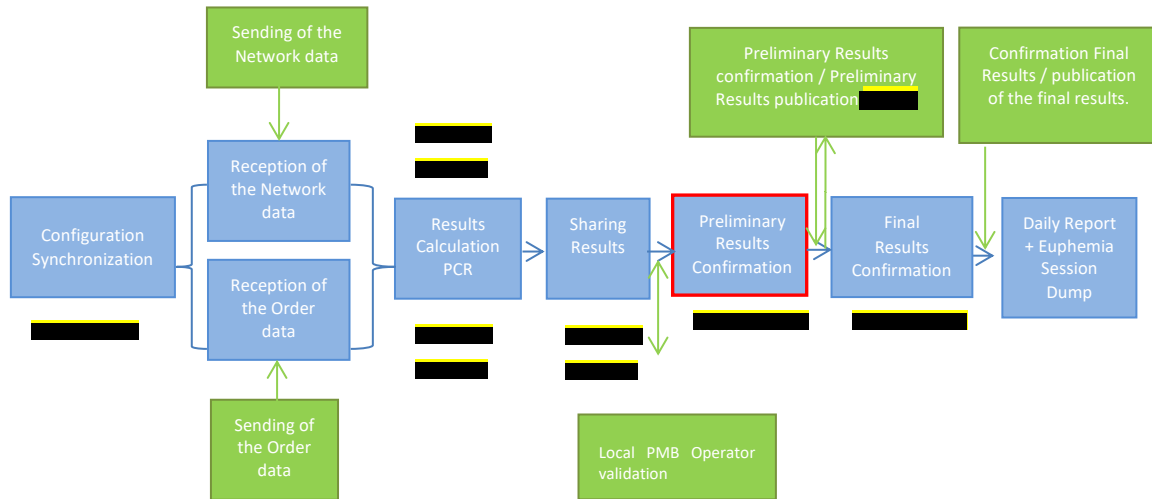 Sending of the
Network data
Preliminary Results
confirmation / Preliminary
Results publication
Confirmation Final
Results / publication
of the final results.
Reception of
the Network
data
Configuration
Synchronization
Results
Calculation
PCR
Sharing
Results
Preliminary
Results
Confirmation
Final
Results
Confirmation
Daily Report
+ Euphemia
Session
Dump
Reception of
the Order
data
Sending of
the Order
data
Local PMB Operator
validation